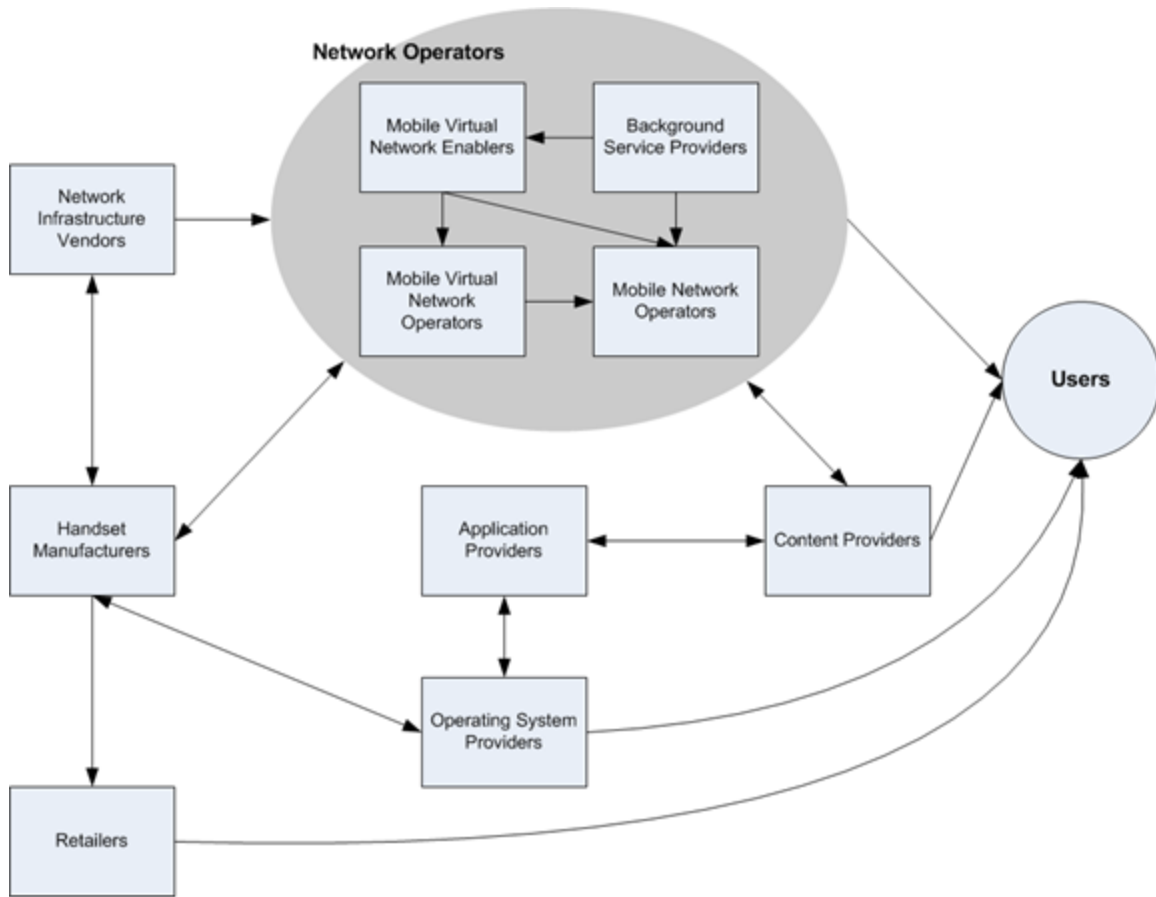 Network Operators
Mobile Virtual
Network Enablers
Background
Service Providers
Network
Infrastructure
Vendors
Mobile Virtual
Network
Operators
Mobile Network
Operators
Users
Handset
Manufacturers
Application
Providers
Content Providers
Operating System
Providers
Retailers